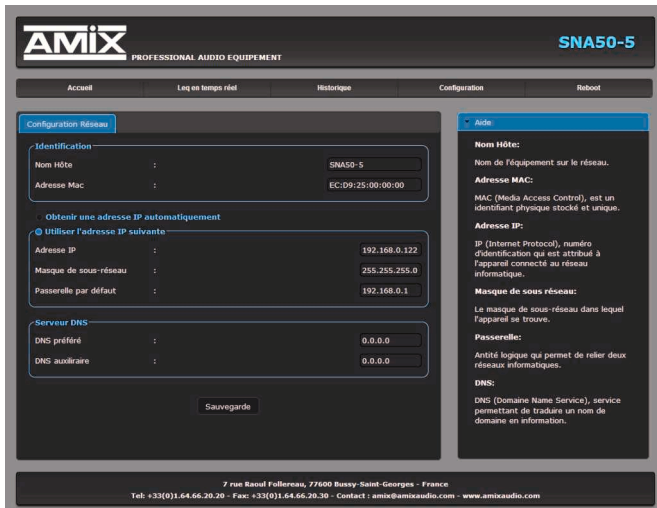 AMiX
PROFESSIONAL AUDIO EQUIPEMENT
SNA50-5
Accueil
Leq en temps réel
Historique
Configuration
Reboot
Configuration Réseau
Identification
Nom Hôte : SNA50-5
Adresse Mac : EC:D9:25:00:00:00
Obtenir une adresse IP automatiquement
Utiliser l'adresse IP suivante
Adresse IP : 192.168.0.122
Masque de sous-réseau : 255.255.255.0
Passerelle par défaut : 192.168.0.1
Serveur DNS
DNS préféré : 0.0.0.0
DNS auxiliraire : 0.0.0.0
Sauvegarde
Aide
Nom Hôte:
Nom de l'équipement sur le réseau.
Adresse MAC:
MAC (Media Access Control), est un
identifiant physique stocké et unique.
Adresse IP:
IP (Internet Protocol), numéro
d'identification qui est attribué à
l'appareil connecté au réseau
informatique.
Masque de sous réseau:
Le masque de sous-réseau dans lequel
l'appareil se trouve.
Passerelle:
Antité logique qui permet de relier deux
réseaux informatiques.
DNS:
DNS (Domaine Name Service), service
permettant de traduire un nom de
domaine en information.
7 rue Raoul Follereau, 77600 Bussy-Saint-Georges - France
Tel: +33(0)1.64.66.20.20 - Fax: +33(0)1.64.66.20.30 - Contact : amix@amixaudio.com - www.amixaudio.com